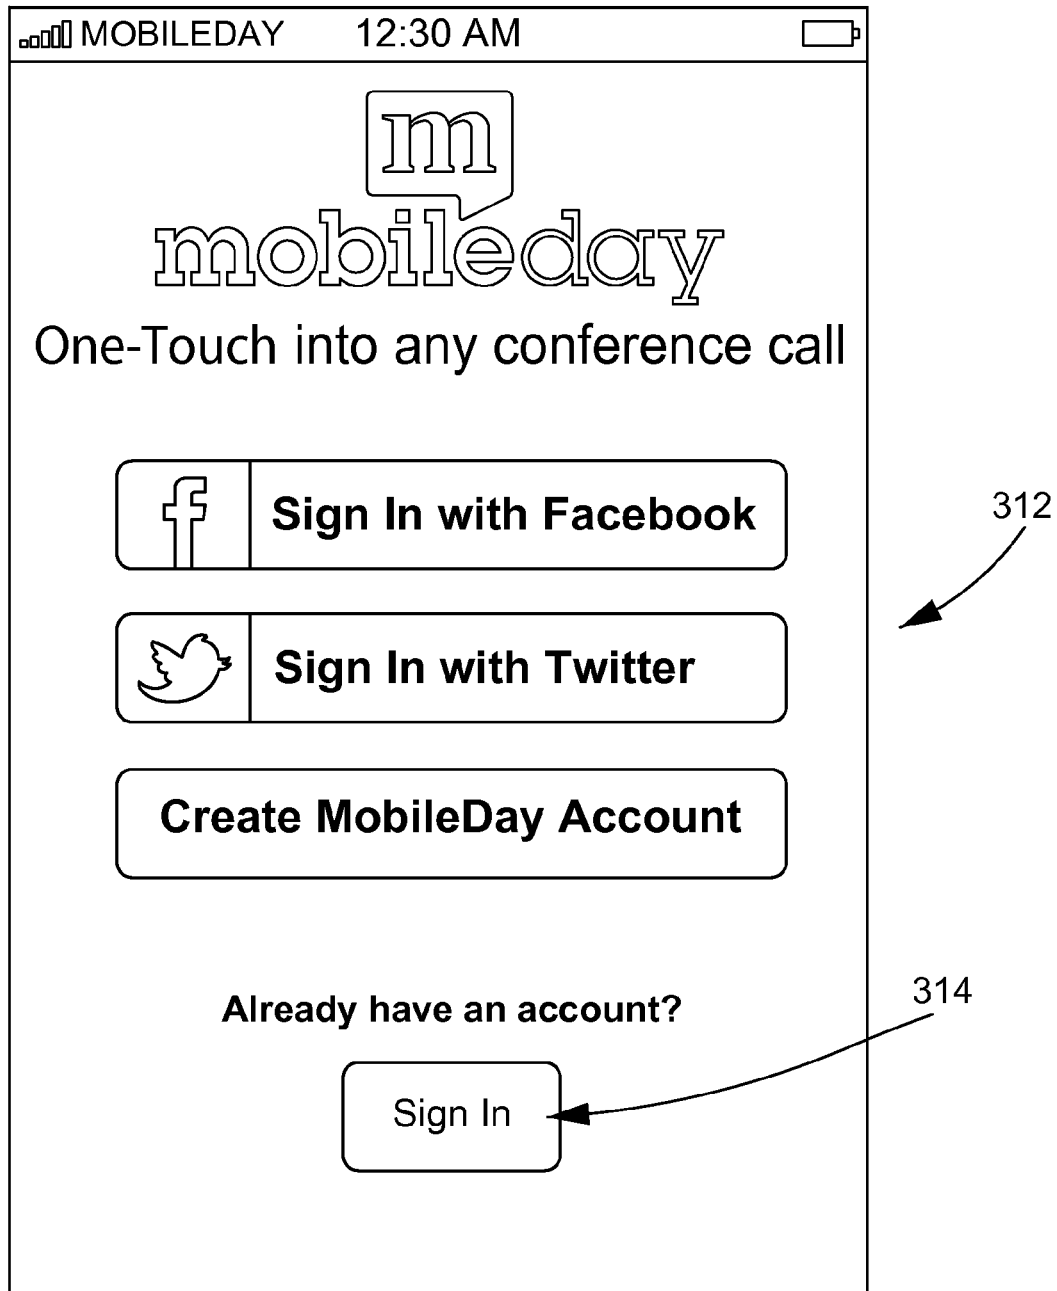 MOBILEDAY 12:30 AM
m
mobileday
One-Touch into any conference call
f Sign In with Facebook
312
Sign In with Twitter
Create MobileDay Account
314
Already have an account?
Sign In